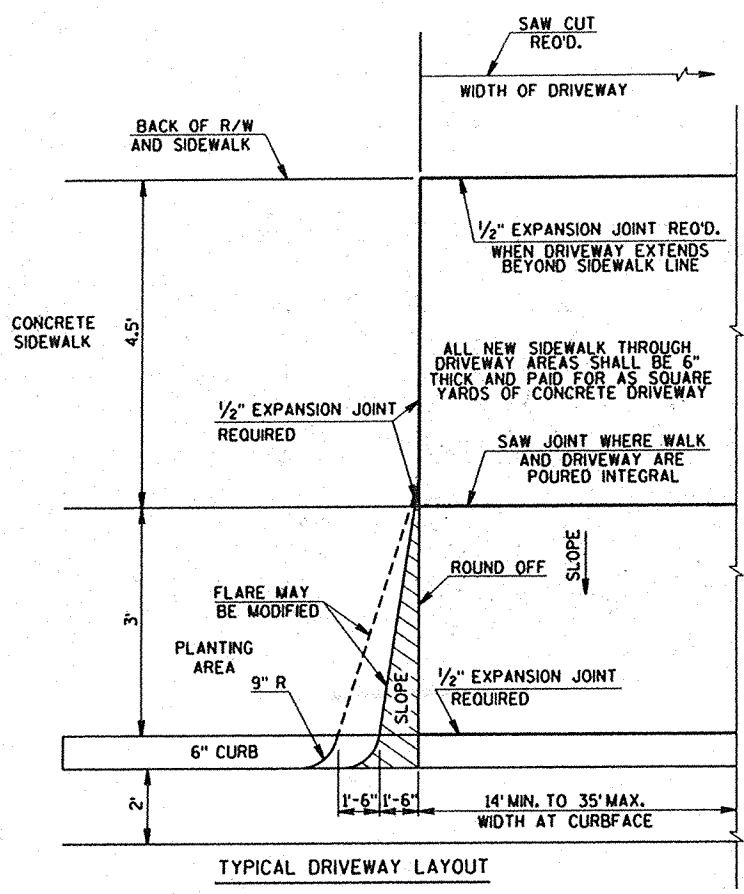 SAW CUT
REQ'D.
WIDTH OF DRIVEWAY
BACK OF R/W
AND SIDEWALK
1/2" EXPANSION JOINT REQ'D.
WHEN DRIVEWAY EXTENDS
BEYOND SIDEWALK LINE
CONCRETE
SIDEWALK
4.5'
ALL NEW SIDEWALK THROUGH
DRIVEWAY AREAS SHALL BE 6"
THICK AND PAID FOR AS SQUARE
YARDS OF CONCRETE DRIVEWAY
1/2" EXPANSION JOINT
REQUIRED
SAW JOINT WHERE WALK
AND DRIVEWAY ARE
POURED INTEGRAL
SLOPE
ROUND OFF
FLARE MAY
BE MODIFIED
3'
PLANTING
AREA
9" R
SLOPE
1/2" EXPANSION JOINT
REQUIRED
6" CURB
2'
1'-6"
1'-6"
14' MIN. TO 35' MAX.
WIDTH AT CURBFACE
TYPICAL DRIVEWAY LAYOUT